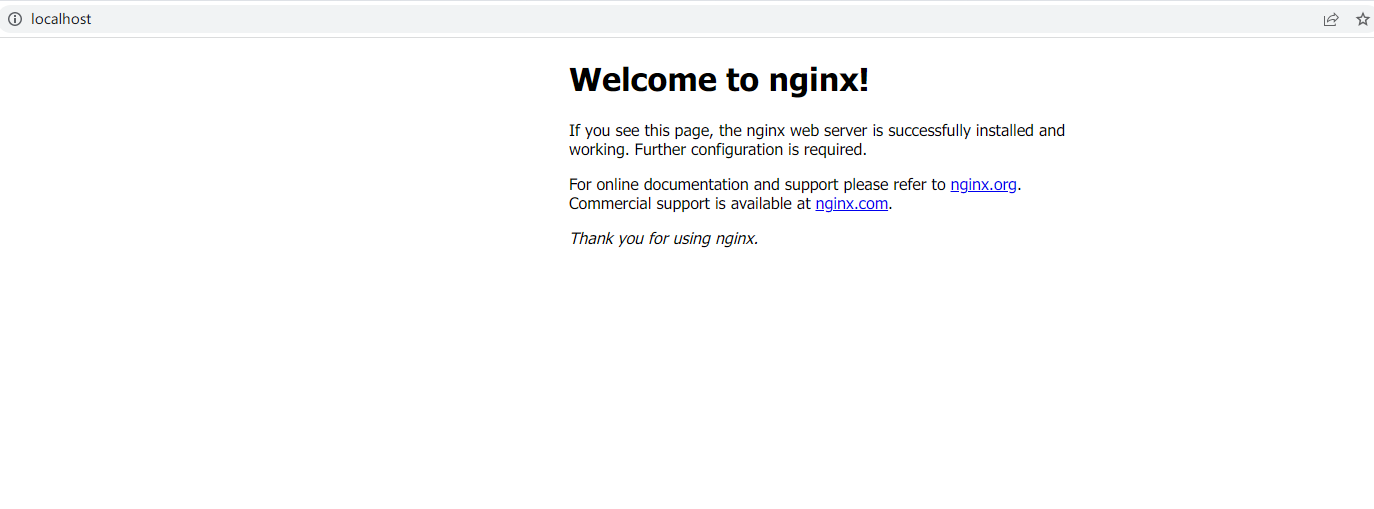 localhost
Welcome to nginx!
If you see this page, the nginx web server is successfully installed and
working. Further configuration is required.
For online documentation and support please refer to nginx.org.
Commercial support is available at nginx.com.
Thank you for using nginx.